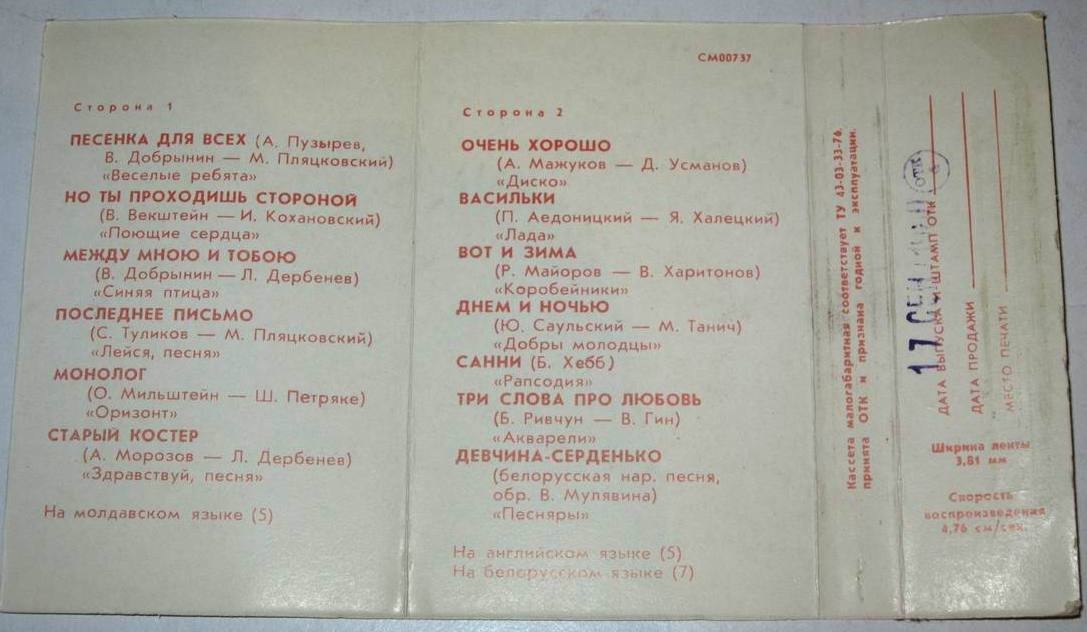 СМ00737
Сторона 1
ПЕСЕНКА ДЛЯ ВСЕХ (А. Пузырев,
В. Добрынин — М. Пляцковский)
«Веселые ребята»
НО ТЫ ПРОХОДИШЬ СТОРОНОЙ
(В. Векштейн — И. Кохановский)
«Поющие сердца»
МЕЖДУ МНОЮ И ТОБОЮ
(В. Добрынин — Л. Дербенев)
«Синяя птица»
ПОСЛЕДНЕЕ ПИСЬМО
(С. Туликов — М. Пляцковский)
«Лейся, песня»
МОНОЛОГ
(О. Мильштейн — Ш. Петряке)
«Оризонт»
СТАРЫЙ КОСТЕР
(А. Морозов — Л. Дербенев)
«Здравствуй, песня»
На молдавском языке (5)
Сторона 2
ОЧЕНЬ ХОРОШО
(А. Мажуков — Д. Усманов)
«Диско»
ВАСИЛЬКИ
(П. Аедоницкий — Я. Халецкий)
«Лада»
ВОТ И ЗИМА
(Р. Майоров — В. Харитонов)
«Коробейники»
ДНЕМ И НОЧЬЮ
(Ю. Саульский — М. Танич)
«Добры молодцы»
САННИ (Б. Хебб)
«Рапсодия»
ТРИ СЛОВА ПРО ЛЮБОВЬ
(Б. Ривчун — В. Гин)
«Акварели»
ДЕВЧИНА-СЕРДЕНЬКО
(белорусская нар. песня,
обр. В. Мулявина)
«Песняры»
На английском языке (5)
На белорусском языке (7)
Кассета малогабаритная соответствует ТУ 43-03-33-76.
принята ОТК и признана годной к эксплуатации.
17 СЕН
ОТК
ДАТА ВЫПУСКА И ШТАМП ОТК
ДАТА ПРОДАЖИ
МЕСТО ПЕЧАТИ
Ширина ленты
3,81 мм
Скорость
воспроизведения
4,76 см/сек.